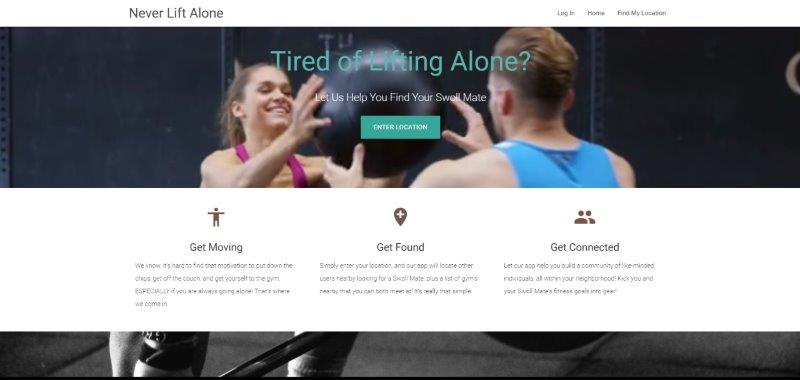 Never Lift Alone
Log In Home Find My Location
Tired of Lifting Alone?
Let Us Help You Find Your Swoll Mate
ENTER LOCATION
Get Moving
We know, it's hard to find that motivation to put down the
chips, get off the couch, and get yourself to the gym,
ESPECIALLY if you are always going alone! That's where
we come in.
Get Found
Simply enter your location, and our app will locate other
users nearby looking for a Swoll Mate, plus a list of gym's
nearby that you can both meet at! It's really that simple.
Get Connected
Let our app help you build a community of like-minded
individuals, all within your neighborhood! Kick you and
your Swoll Mate's fitness goals into gear!